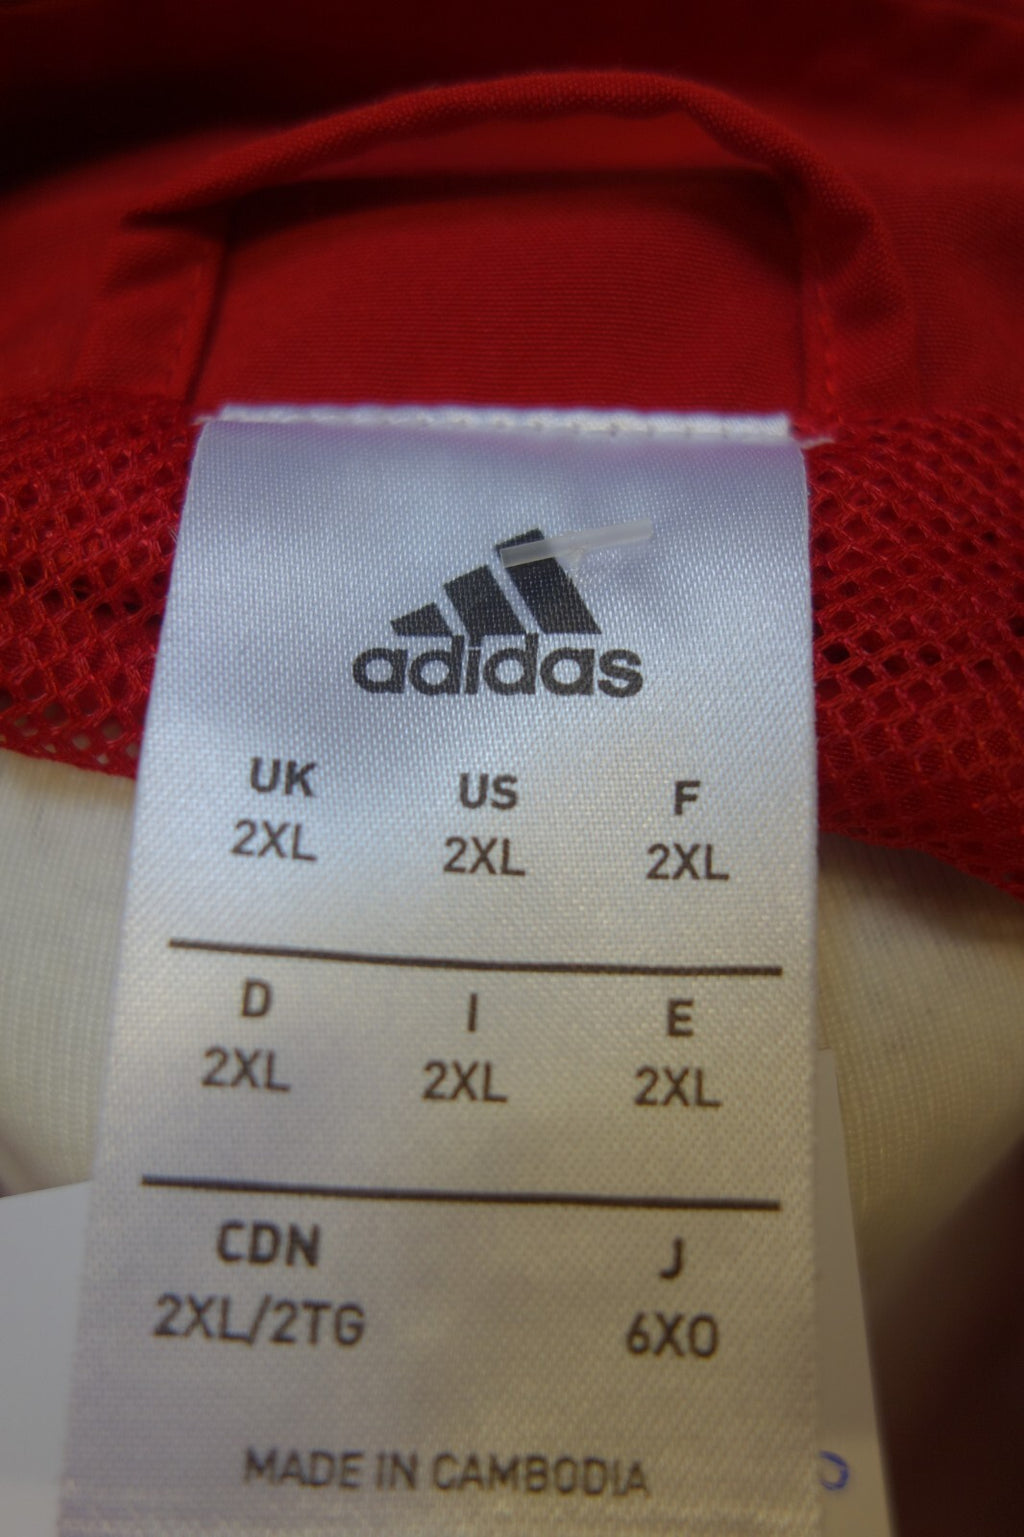 adidas
UK US F
2XL 2XL 2XL
D I E
2XL 2XL 2XL
CDN J
2XL/2TG 6XO
MADE IN CAMBODIA